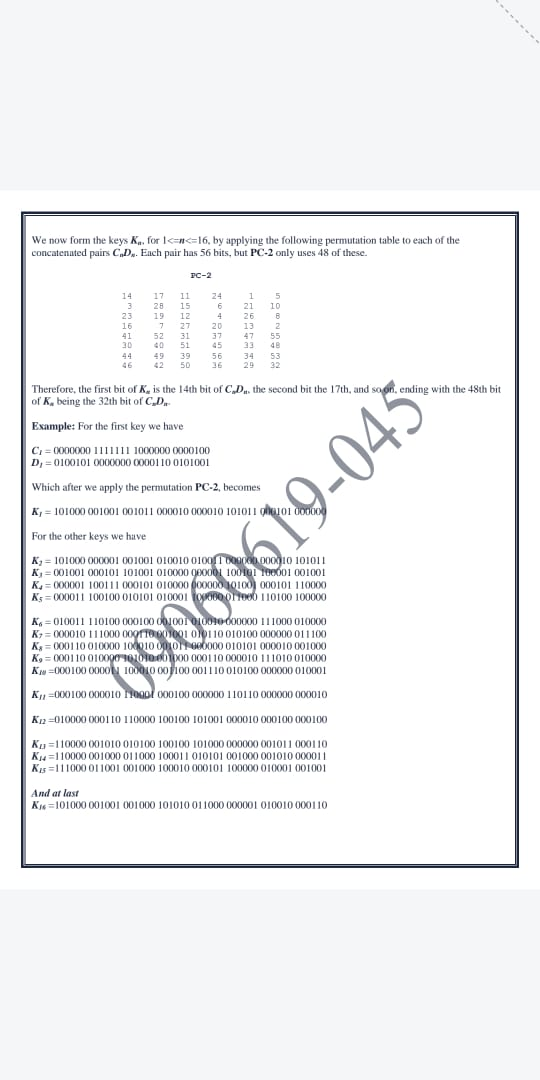 We now form the keys Kn, for 1<=n<=16, by applying the following permutation table to each of the
concatenated pairs CnDn. Each pair has 56 bits, but PC-2 only uses 48 of these.
PC-2
14 17 11 24 1 5
3 28 15 6 21 10
23 19 12 4 26 8
16 7 27 20 13 2
41 52 31 37 47 55
30 40 51 45 33 48
44 49 39 56 34 53
46 42 50 36 29 32
Therefore, the first bit of Kn is the 14th bit of CnDn, the second bit the 17th, and so on, ending with the 48th bit
of Kn being the 32th bit of CnDn.
Example: For the first key we have
C1 = 0000000 1111111 1000000 0000100
D1 = 0100101 0000000 0000110 0101001
Which after we apply the permutation PC-2, becomes
K1 = 101000 001001 001011 000010 000010 101011 000101 000000
For the other keys we have
K2 = 101000 000001 001001 010010 010011 000000 000010 101011
K3 = 001001 000101 101001 010000 000001 100101 100001 001001
K4 = 000001 100111 000101 010000 000000 101001 000101 110000
K5 = 000011 100100 010101 010001 100000 011000 110100 100000
K6 = 010011 110100 000100 001001 010010 000000 111000 010000
K7 = 000010 111000 000110 001001 010110 010100 000000 011100
K8 = 000110 010000 100101 001011 000000 010101 000010 001000
K9 = 000110 010000 101010 001000 000110 000010 111010 010000
K10 =000100 000011 100010 001100 001110 010100 000000 010001
K11 =000100 000010 110001 000100 000000 110110 000000 000010
K12 =010000 000110 110000 100100 101001 000010 000100 000100
K13 =110000 001010 010100 100100 101000 000000 001011 000110
K14 =110000 001000 011000 100011 010101 001000 001010 000011
K15 =111000 011001 001000 100010 000101 100000 010001 001001
And at last
K16 =101000 001001 001000 101010 011000 000001 010010 000110
09060619-045